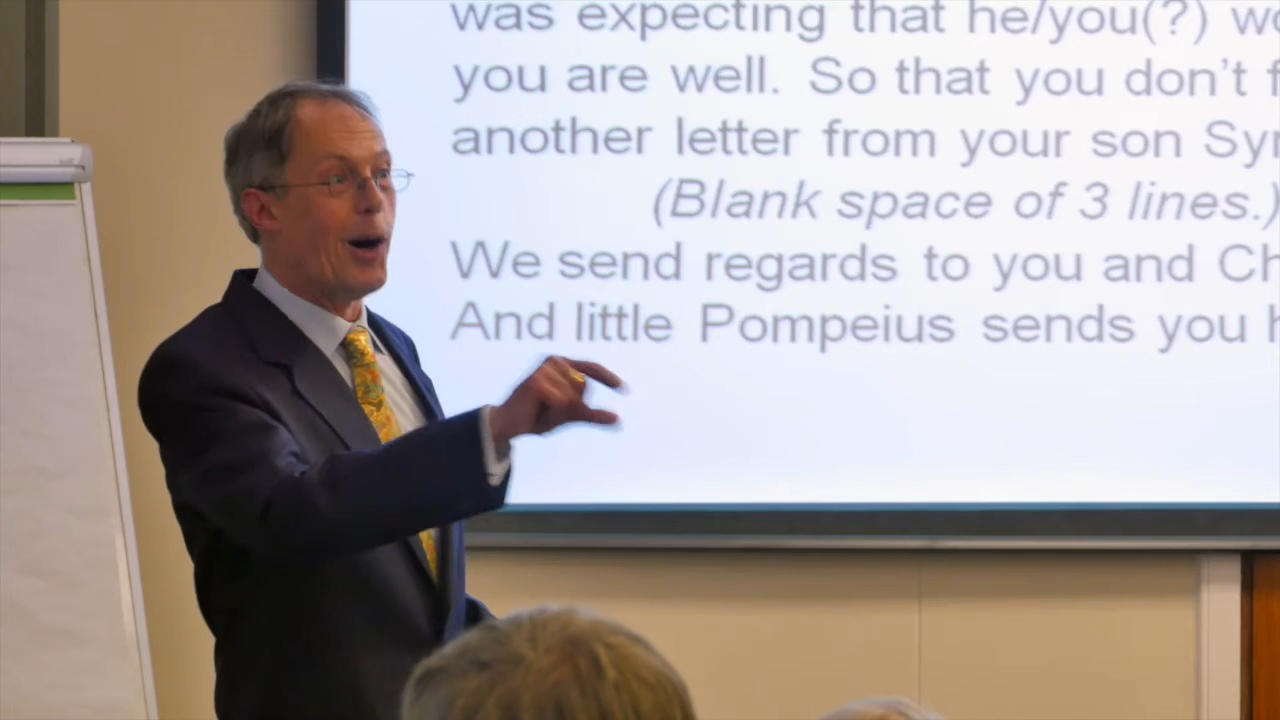 was expecting that he/you(?)
you are well. So that you don't
another letter from your son
(Blank space of 3 lines.)
We send regards to you and
And little Pompeius sends you